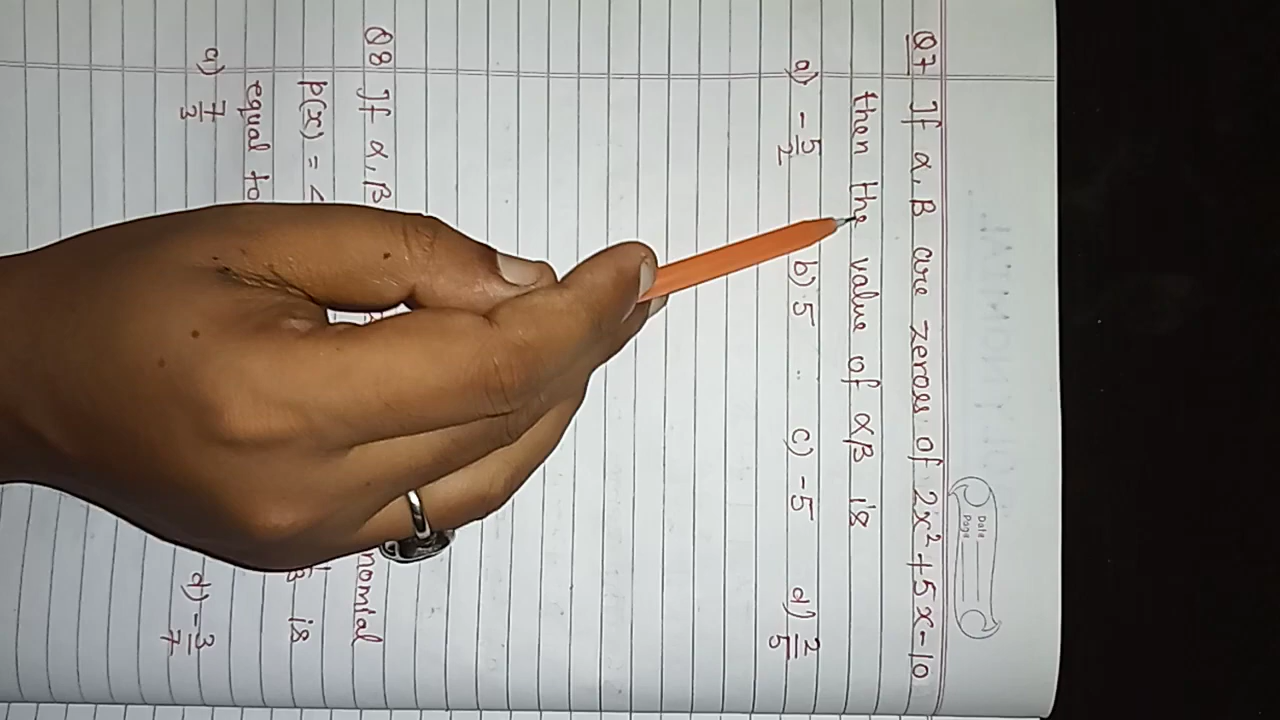 Date
Page
Q7 If α, β are zeroes of 2x² + 5x - 10
then the value of αβ is
a) -5/2 b) 5 c) -5 d) 2/5
Q8 If α, β
p(x) =
equal to is
a) 7/3 d) -3/7